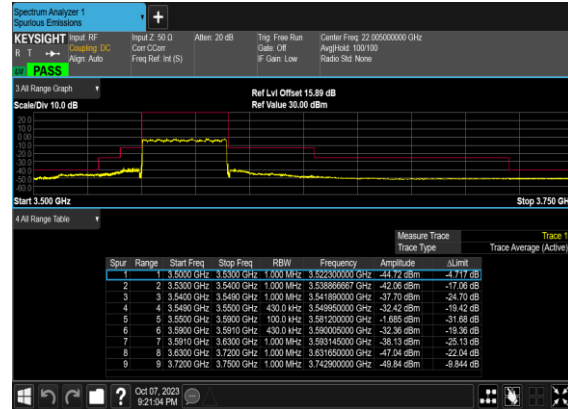 Spectrum Analyzer 1
Spurious Emissions
+
KEYSIGHT Input: RF Input Z: 50 Ω Atten: 20 dB Trig: Free Run Center Freq: 22.005000000 GHz
R T Coupling: DC Corr CCorr Gate: Off Avg|Hold: 100/100
Align: Auto Freq Ref: Int (S) IF Gain: Low Radio Std: None
PASS
3 All Range Graph
Ref Lvl Offset 15.89 dB
Scale/Div 10.0 dB Ref Value 30.00 dBm
20.0
10.0
0.00
-10.0
-20.0
-30.0
-40.0
-50.0
-60.0
Start 3.500 GHz Stop 3.750 GH
4 All Range Table
Measure Trace Trace 1
Trace Type Trace Average (Active)
Spur Range Start Freq Stop Freq RBW Frequency Amplitude ΔLimit
1 1 3.5000 GHz 3.5300 GHz 1.000 MHz 3.522300000 GHz -44.72 dBm -4.717 dB
2 2 3.5300 GHz 3.5400 GHz 1.000 MHz 3.538866667 GHz -42.06 dBm -17.06 dB
3 3 3.5400 GHz 3.5490 GHz 1.000 MHz 3.541890000 GHz -37.70 dBm -24.70 dB
4 4 3.5490 GHz 3.5500 GHz 430.0 kHz 3.549950000 GHz -32.42 dBm -19.42 dB
5 5 3.5500 GHz 3.5900 GHz 100.0 kHz 3.581200000 GHz -1.685 dBm -31.68 dB
6 6 3.5900 GHz 3.5910 GHz 430.0 kHz 3.590005000 GHz -32.36 dBm -19.36 dB
7 7 3.5910 GHz 3.6300 GHz 1.000 MHz 3.593145000 GHz -38.13 dBm -25.13 dB
8 8 3.6300 GHz 3.7200 GHz 1.000 MHz 3.631650000 GHz -47.04 dBm -22.04 dB
9 9 3.7200 GHz 3.7500 GHz 1.000 MHz 3.742900000 GHz -49.84 dBm -9.844 dB
? Oct 07, 2023
9:21:04 PM